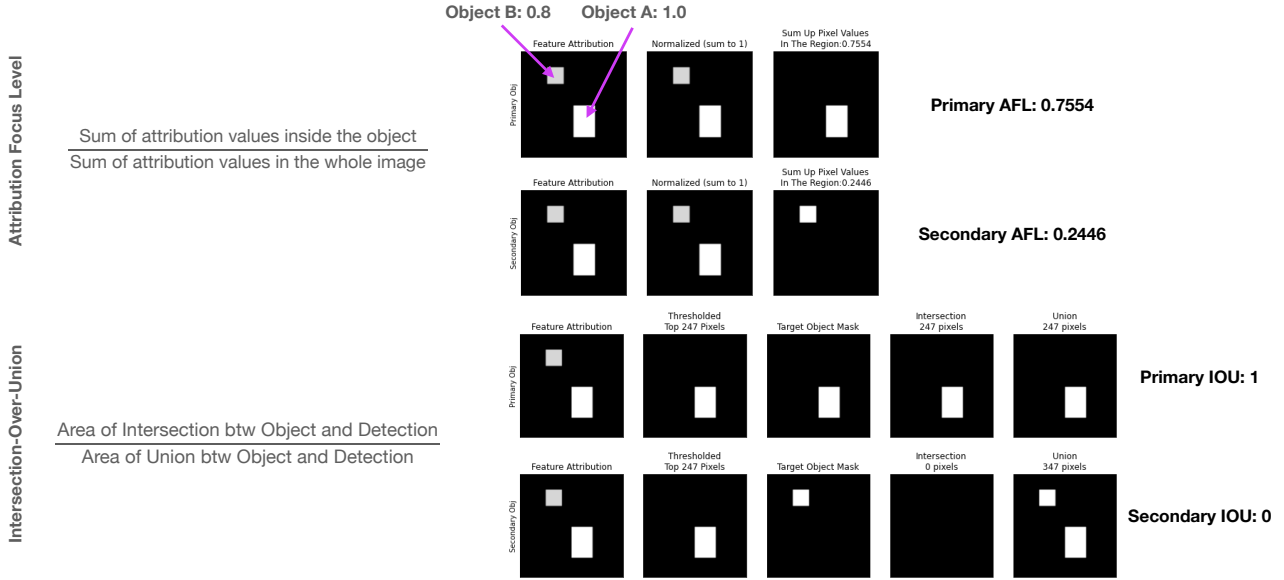 Object B: 0.8 Object A: 1.0
Attribution Focus Level
Sum of attribution values inside the object
Sum of attribution values in the whole image
Primary Obj
Feature Attribution
Normalized (sum to 1)
Sum Up Pixel Values
In The Region:0.7554
Primary AFL: 0.7554
Secondary Obj
Feature Attribution
Normalized (sum to 1)
Sum Up Pixel Values
In The Region:0.2446
Secondary AFL: 0.2446
Intersection-Over-Union
Area of Intersection btw Object and Detection
Area of Union btw Object and Detection
Primary Obj
Feature Attribution
Thresholded
Top 247 Pixels
Target Object Mask
Intersection
247 pixels
Union
247 pixels
Primary IOU: 1
Secondary Obj
Feature Attribution
Thresholded
Top 247 Pixels
Target Object Mask
Intersection
0 pixels
Union
347 pixels
Secondary IOU: 0